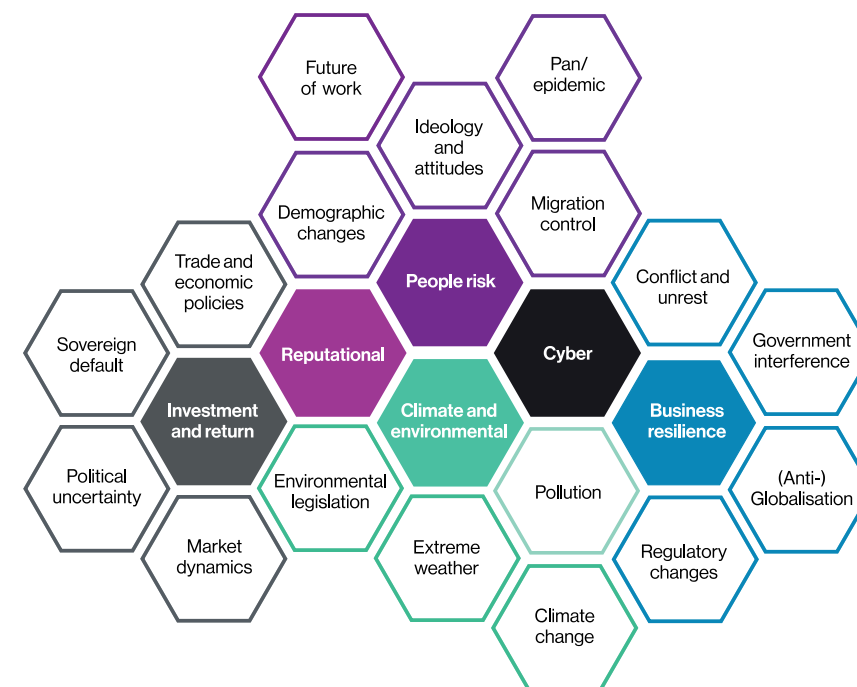 Future
of work
Pan/
epidemic
Ideology
and
attitudes
Demographic
changes
Migration
control
Trade and
economic
policies
People risk
Conflict and
unrest
Sovereign
default
Reputational
Cyber
Government
interference
Investment
and return
Climate and
environmental
Business
resilience
Political
uncertainty
Environmental
legislation
Pollution
(Anti-)
Globalisation
Market
dynamics
Extreme
weather
Regulatory
changes
Climate
change